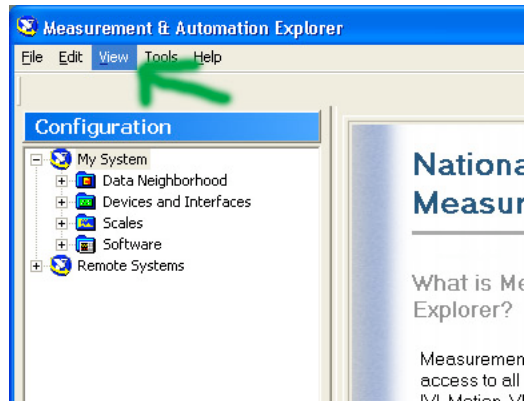 Measurement & Automation Explorer
File Edit View Tools Help
Configuration
My System
Data Neighborhood
Devices and Interfaces
Scales
Software
Remote Systems
Nationa
Measur
What is Me
Explorer?
Measuremen
access to all